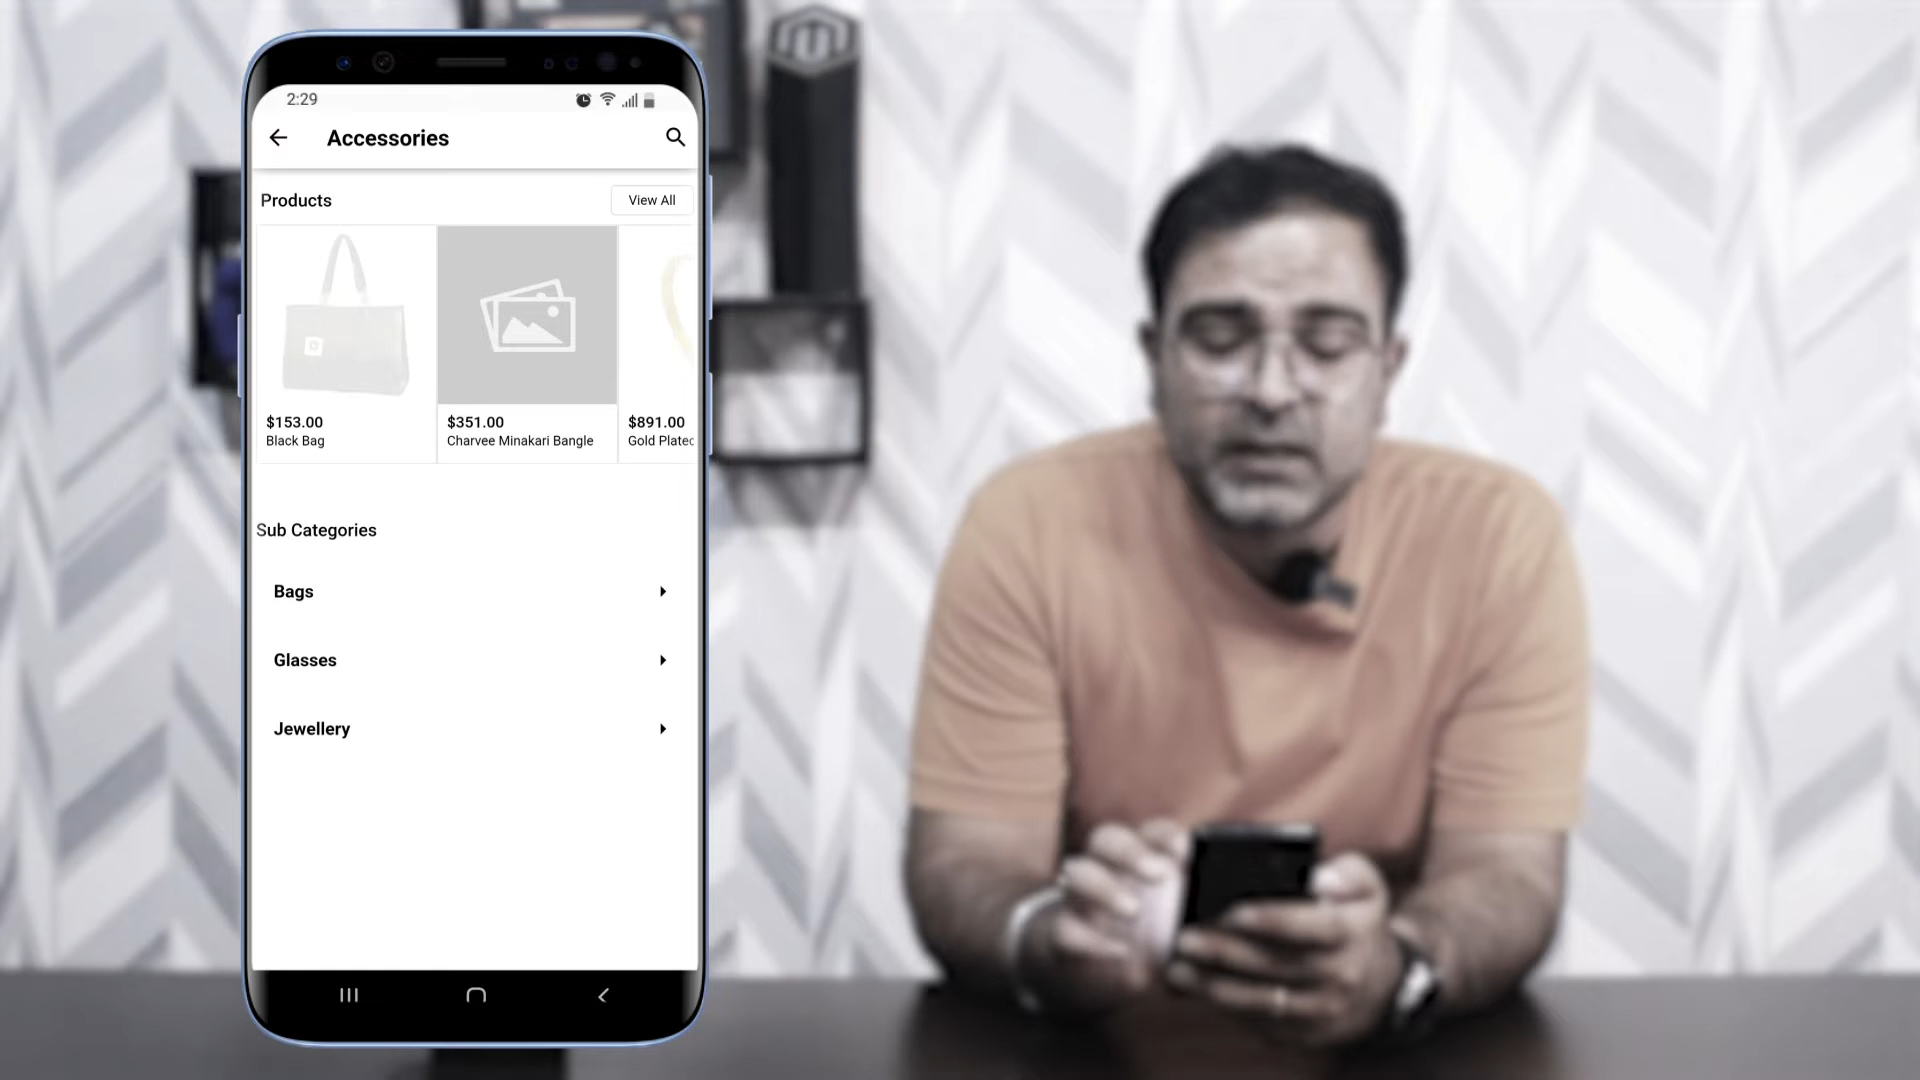 2:29
Accessories
Products
View All
$153.00
Black Bag
$351.00
Charvee Minakari Bangle
$891.00
Gold Plated
Sub Categories
Bags
Glasses
Jewellery